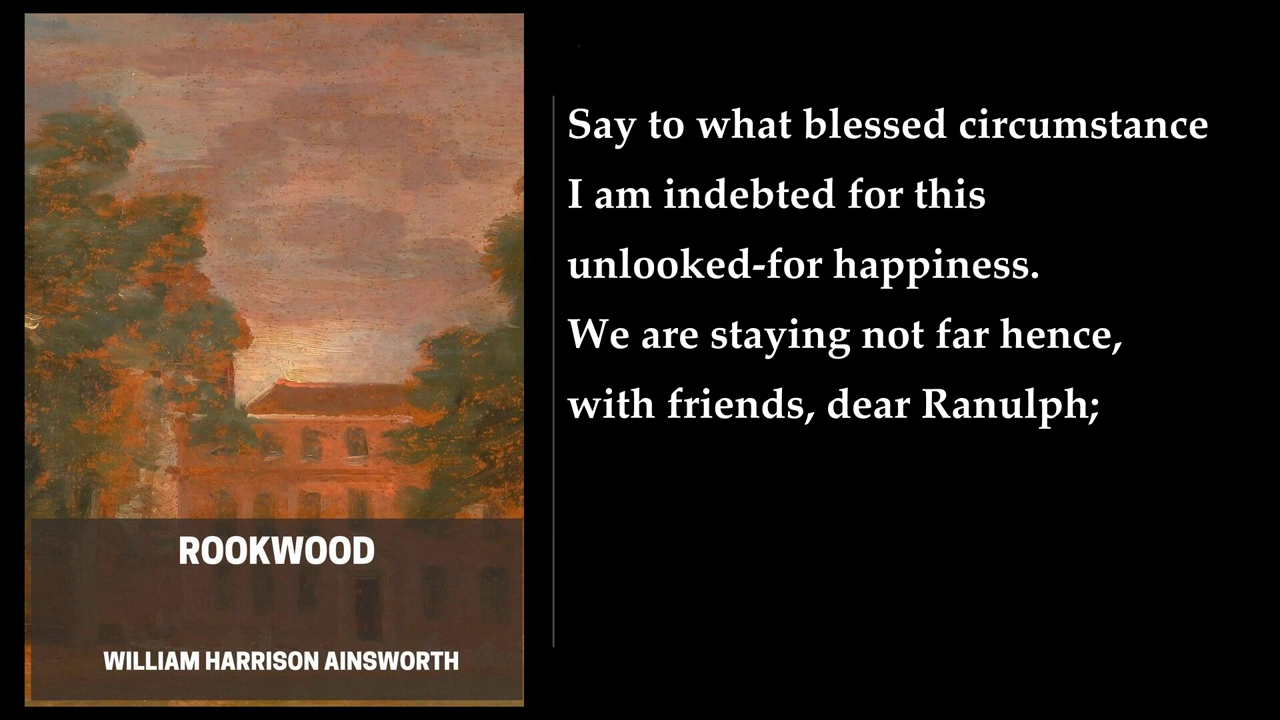 ROOKWOOD
WILLIAM HARRISON AINSWORTH
Say to what blessed circumstance
I am indebted for this
unlooked-for happiness.
We are staying not far hence,
with friends, dear Ranulph;